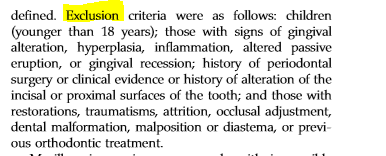 defined. Exclusion criteria were as follows: children
(younger than 18 years); those with signs of gingival
alteration, hyperplasia, inflammation, altered passive
eruption, or gingival recession; history of periodontal
surgery or clinical evidence or history of alteration of the
incisal or proximal surfaces of the tooth; and those with
restorations, traumatisms, attrition, occlusal adjustment,
dental malformation, malposition or diastema, or previ-
ous orthodontic treatment.